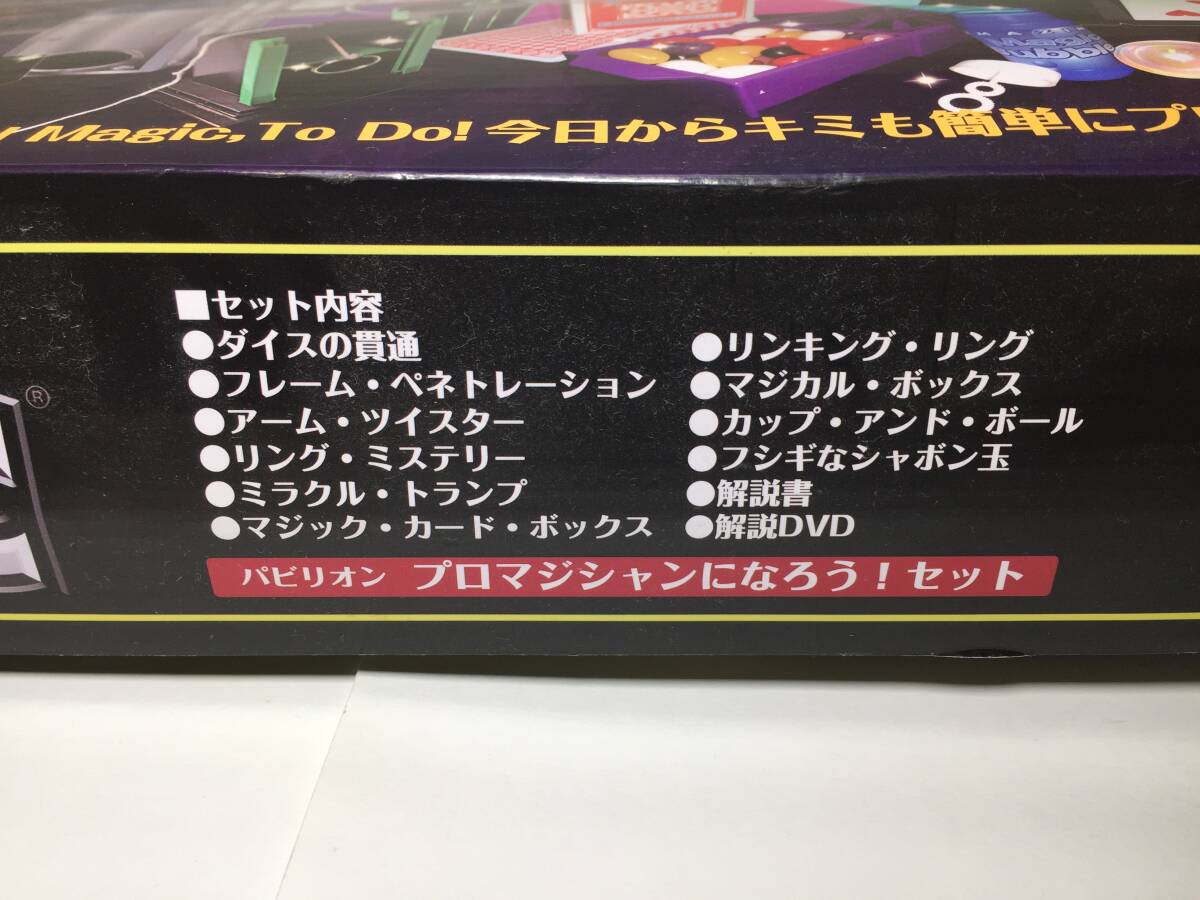 Magic, To Do! 今日からキミも簡単にプ
■セット内容
●ダイスの貫通
●フレーム・ペネトレーション
●アーム・ツイスター
●リング・ミステリー
●ミラクル・トランプ
●マジック・カード・ボックス
●リンキング・リング
●マジカル・ボックス
●カップ・アンド・ボール
●フシギなシャボン玉
●解説書
●解説DVD
パビリオン プロマジシャンになろう！セット
®